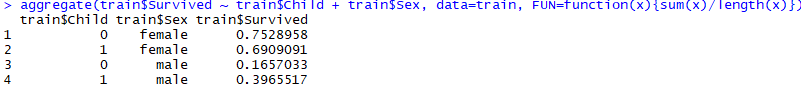 > aggregate(train$Survived ~ train$Child + train$Sex, data=train, FUN=function(x){sum(x)/length(x)})
  train$Child train$Sex train$Survived
1           0    female      0.7528958
2           1    female      0.6909091
3           0      male      0.1657033
4           1      male      0.3965517